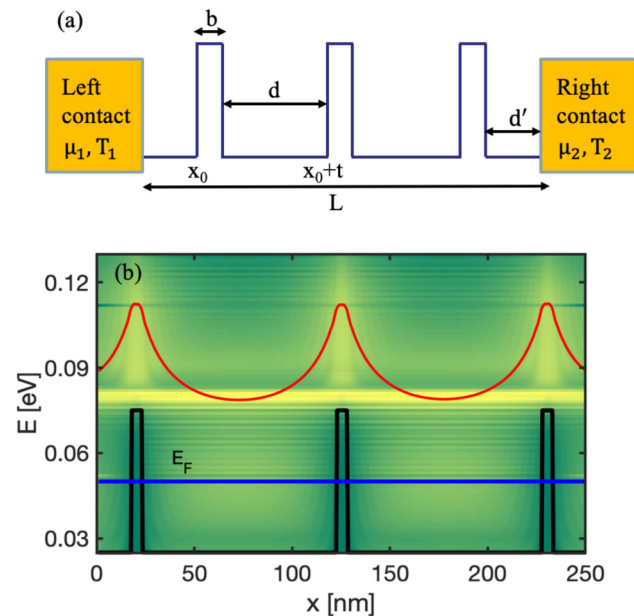 (a)
b
Left
contact
μ₁, T₁
d
d′
Right
contact
μ₂, T₂
x₀
x₀+t
L
(b)
0.12
0.09
0.06
0.03
E [eV]
E_F
0
50
100
150
200
250
x [nm]